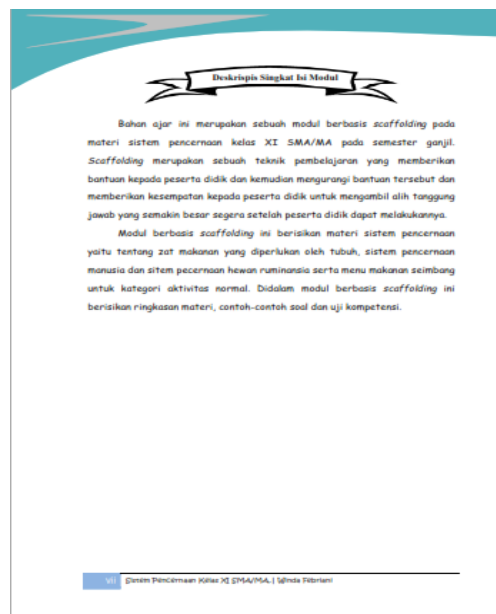 Deskripis Singkat Isi Modul
Bahan ajar ini merupakan sebuah modul berbasis scaffolding pada
materi sistem pencernaan kelas XI SMA/MA pada semester ganjil.
Scaffolding merupakan sebuah teknik pembelajaran yang memberikan
bantuan kepada peserta didik dan kemudian mengurangi bantuan tersebut dan
memberikan kesempatan kepada peserta didik untuk mengambil alih tanggung
jawab yang semakin besar segera setelah peserta didik dapat melakukannya.
Modul berbasis scaffolding ini berisikan materi sistem pencernaan
yaitu tentang zat makanan yang diperlukan oleh tubuh, sistem pencernaan
manusia dan sitem pecernaan hewan ruminansia serta menu makanan seimbang
untuk kategori aktivitas normal. Didalam modul berbasis scaffolding ini
berisikan ringkasan materi, contoh-contoh soal dan uji kompetensi.
vii Sistem Pencernaan Kelas XI SMA/MA | Winda Febriani